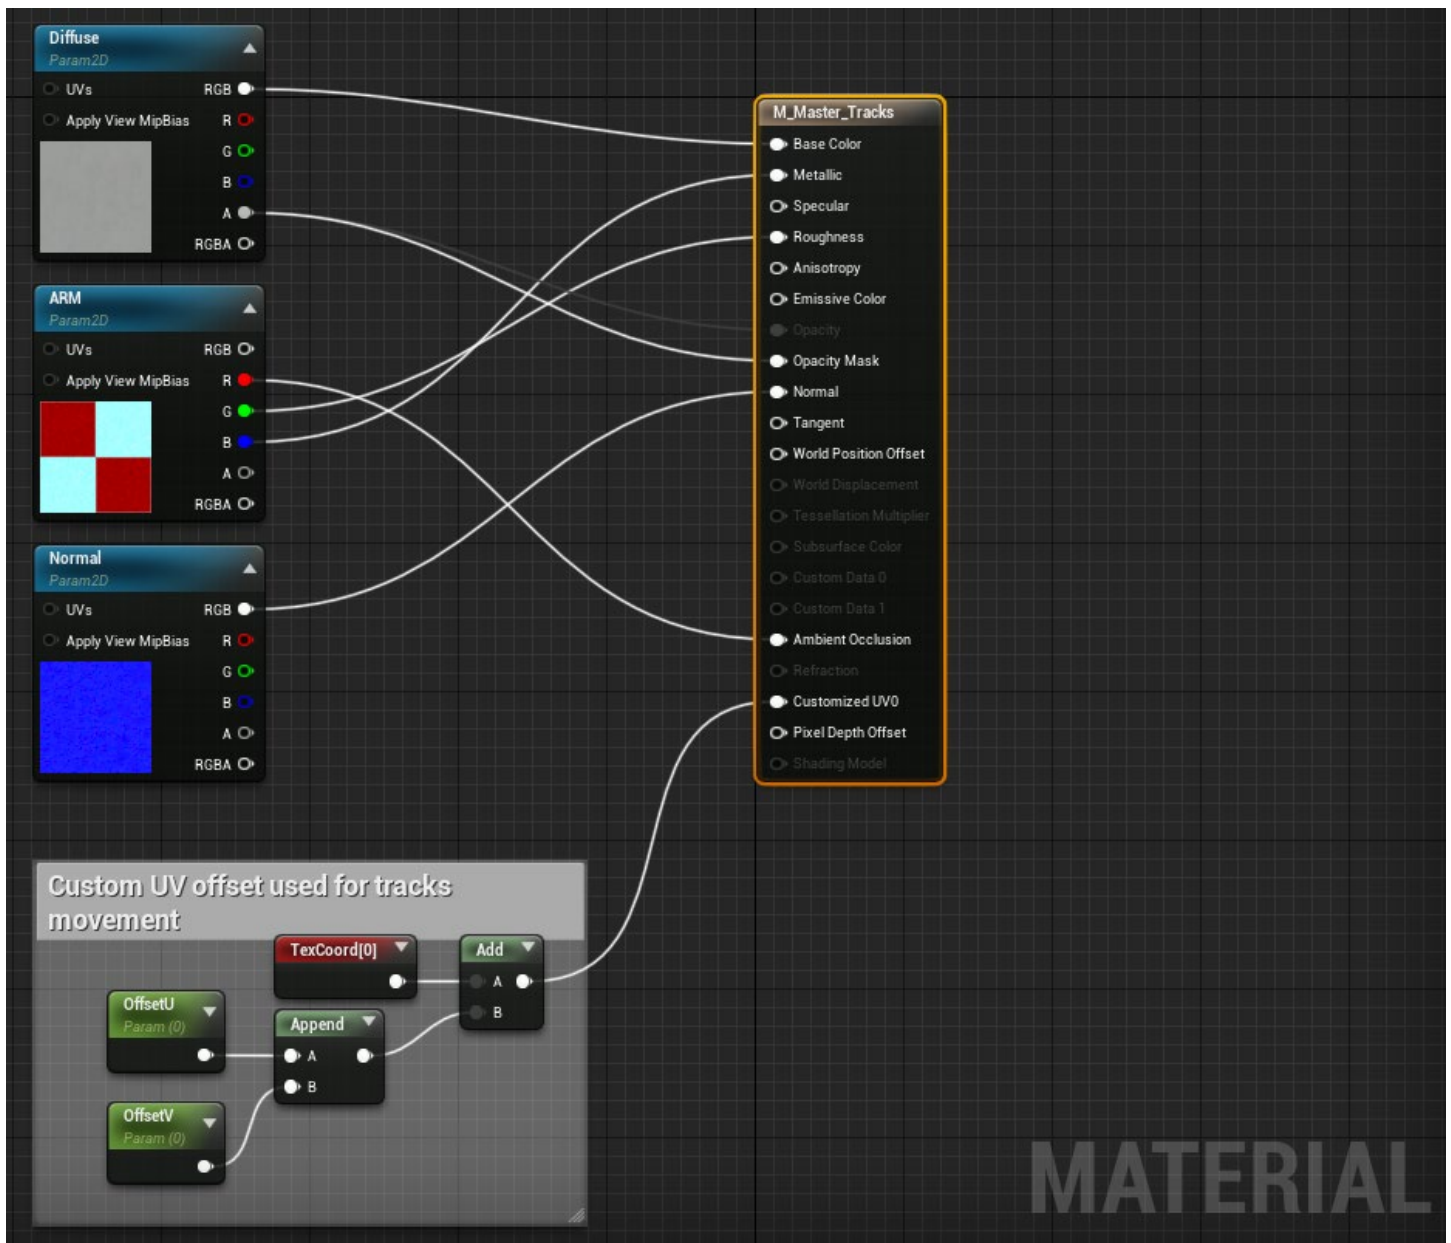 Diffuse
Param2D
UVs RGB
Apply View MipBias R
G
B
A
RGBA
ARM
Param2D
UVs RGB
Apply View MipBias R
G
B
A
RGBA
Normal
Param2D
UVs RGB
Apply View MipBias R
G
B
A
RGBA
M_Master_Tracks
Base Color
Metallic
Specular
Roughness
Anisotropy
Emissive Color
Opacity
Opacity Mask
Normal
Tangent
World Position Offset
World Displacement
Tessellation Multiplier
Subsurface Color
Custom Data 0
Custom Data 1
Ambient Occlusion
Refraction
Customized UV0
Pixel Depth Offset
Shading Model
Custom UV offset used for tracks
movement
TexCoord[0]
Add
A
B
OffsetU
Param (0)
Append
A
B
OffsetV
Param (0)
MATERIAL